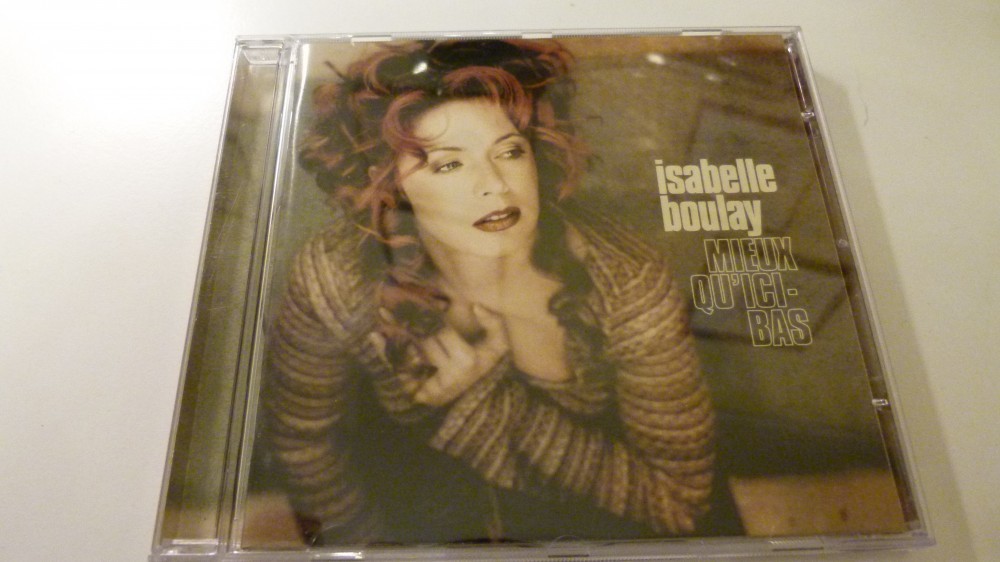 isabelle
boulay
MIEUX
QU'ICI-
BAS